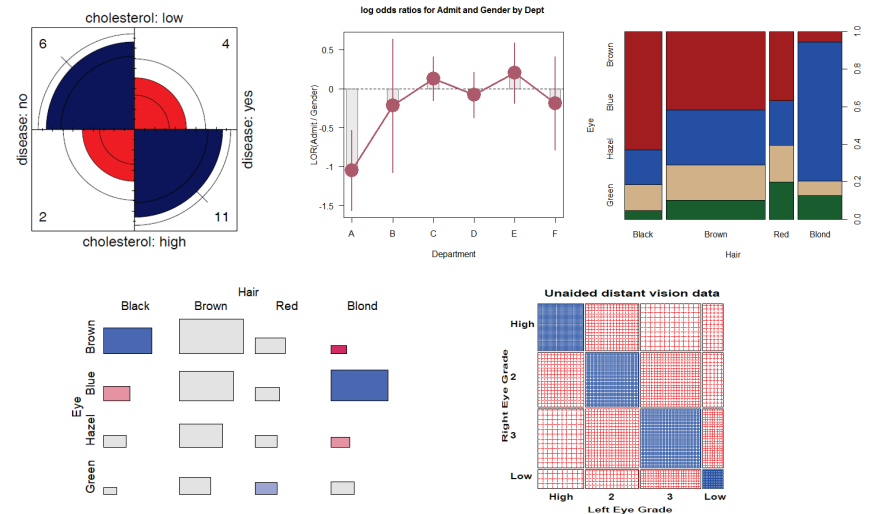 cholesterol: low
6
4
disease: no
disease: yes
2
11
cholesterol: high
log odds ratios for Admit and Gender by Dept
LOR(Admit / Gender)
0.5
0
-0.5
-1
-1.5
A B C D E F
Department
Eye
Brown
Blue
Hazel
Green
1.0
0.8
0.6
0.4
0.2
0.0
Black Brown Red Blond
Hair
Hair
Black Brown Red Blond
Eye
Brown
Blue
Hazel
Green
Unaided distant vision data
Right Eye Grade
High
2
3
Low
High 2 3 Low
Left Eye Grade